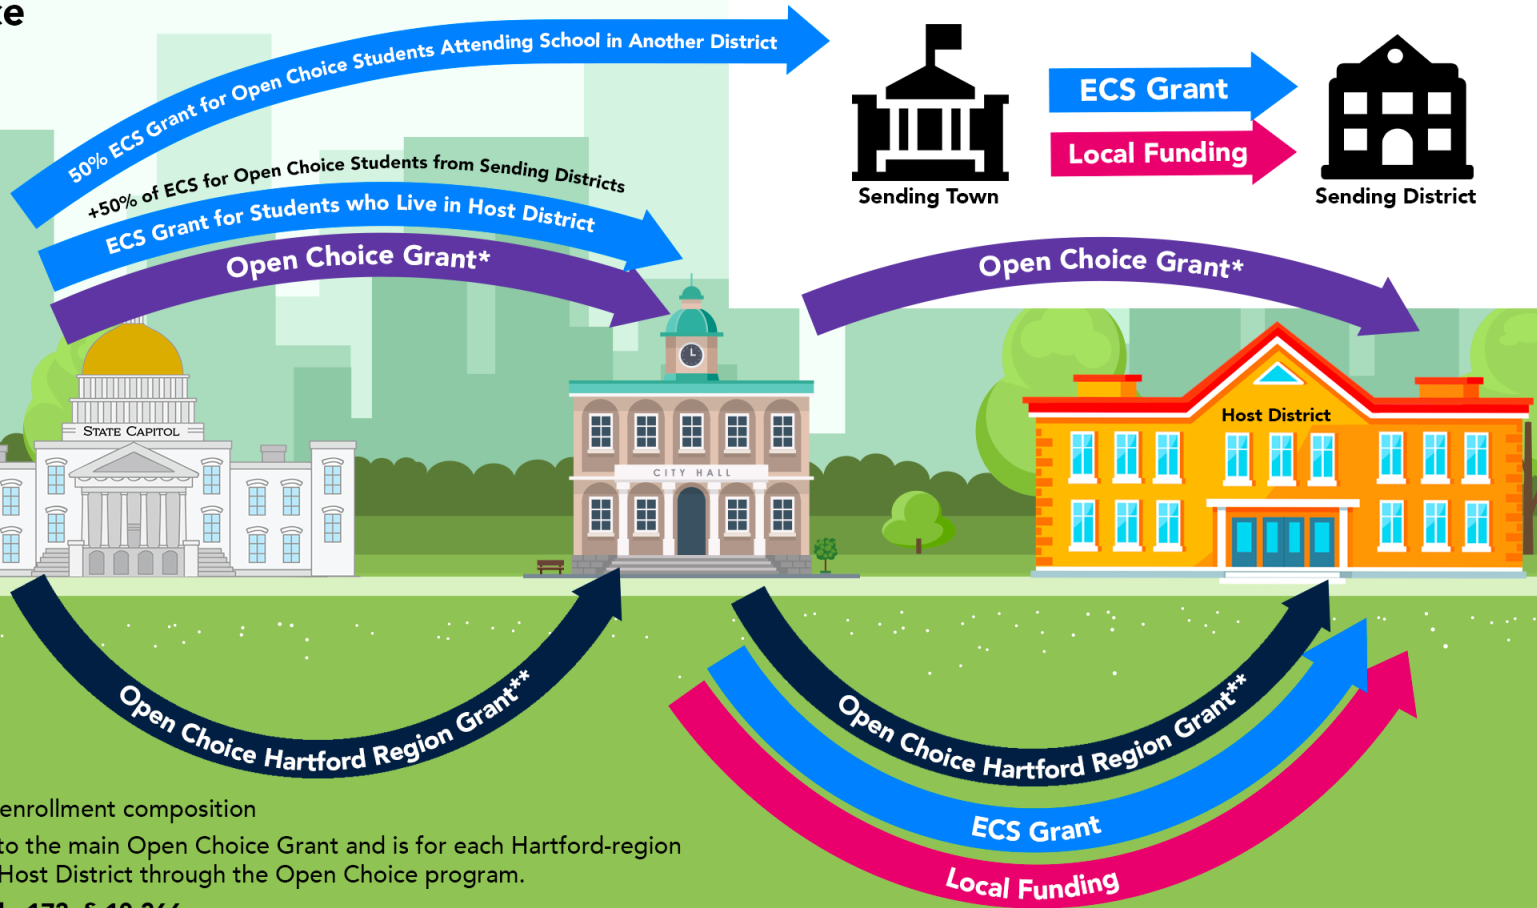 50% ECS Grant for Open Choice Students Attending School in Another District
+50% of ECS for Open Choice Students from Sending Districts
ECS Grant for Students who Live in Host District
Open Choice Grant*
ECS Grant
Local Funding
Sending Town
Sending District
Open Choice Grant*
STATE CAPITOL
CITY HALL
Host District
Open Choice Hartford Region Grant**
Open Choice Hartford Region Grant**
ECS Grant
Local Funding
enrollment composition
to the main Open Choice Grant and is for each Hartford-region
Host District through the Open Choice program.